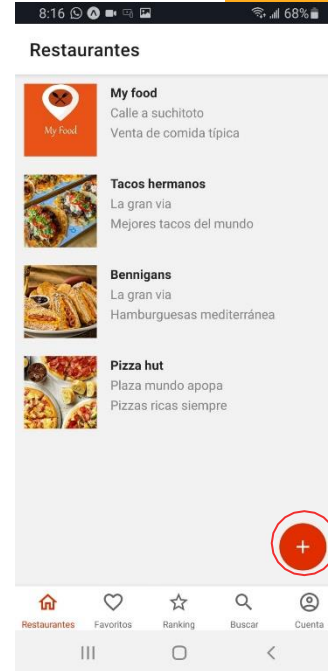 8:16
68%
Restaurantes
My Food
My food
Calle a suchitoto
Venta de comida típica
Tacos hermanos
La gran via
Mejores tacos del mundo
Bennigans
La gran via
Hamburguesas mediterránea
Pizza hut
Plaza mundo apopa
Pizzas ricas siempre
+
Restaurantes Favoritos Ranking Buscar Cuenta